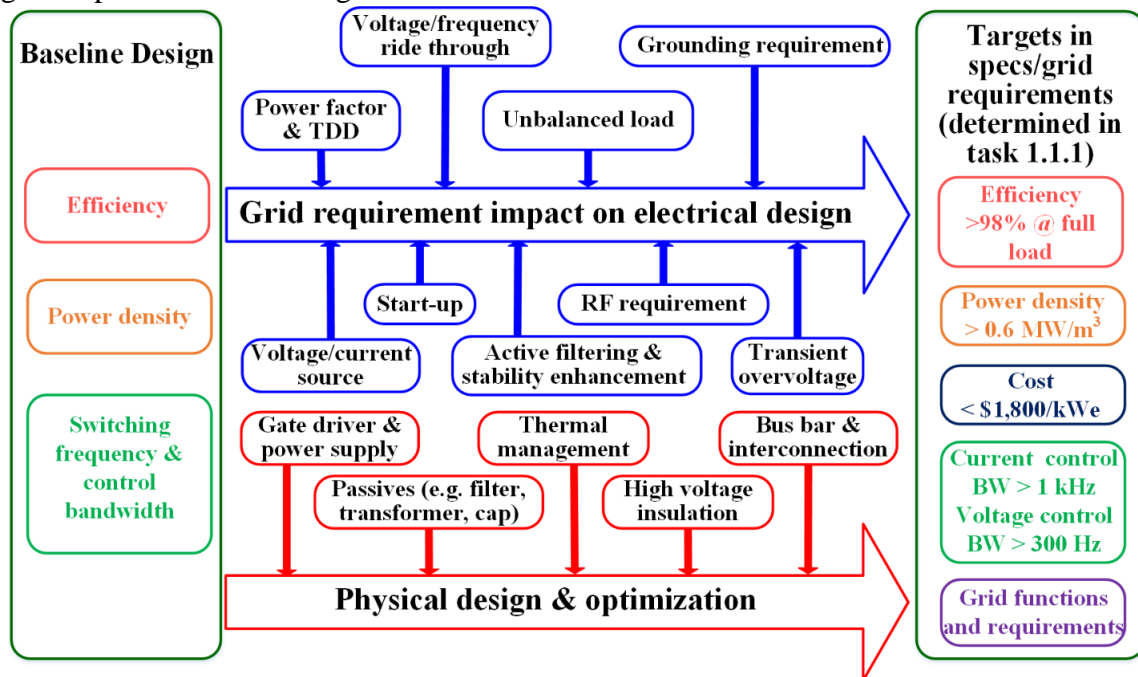 Baseline Design
Efficiency
Power density
Switching
frequency &
control
bandwidth
Voltage/frequency
ride through
Grounding requirement
Power factor
& TDD
Unbalanced load
Grid requirement impact on electrical design
Start-up
RF requirement
Voltage/current
source
Active filtering &
stability enhancement
Transient
overvoltage
Gate driver &
power supply
Thermal
management
Bus bar &
interconnection
Passives (e.g. filter,
transformer, cap)
High voltage
insulation
Physical design & optimization
Targets in
specs/grid
requirements
(determined in
task 1.1.1)
Efficiency
>98% @ full
load
Power density
> 0.6 MW/m³
Cost
< $1,800/kWe
Current control
BW > 1 kHz
Voltage control
BW > 300 Hz
Grid functions
and requirements